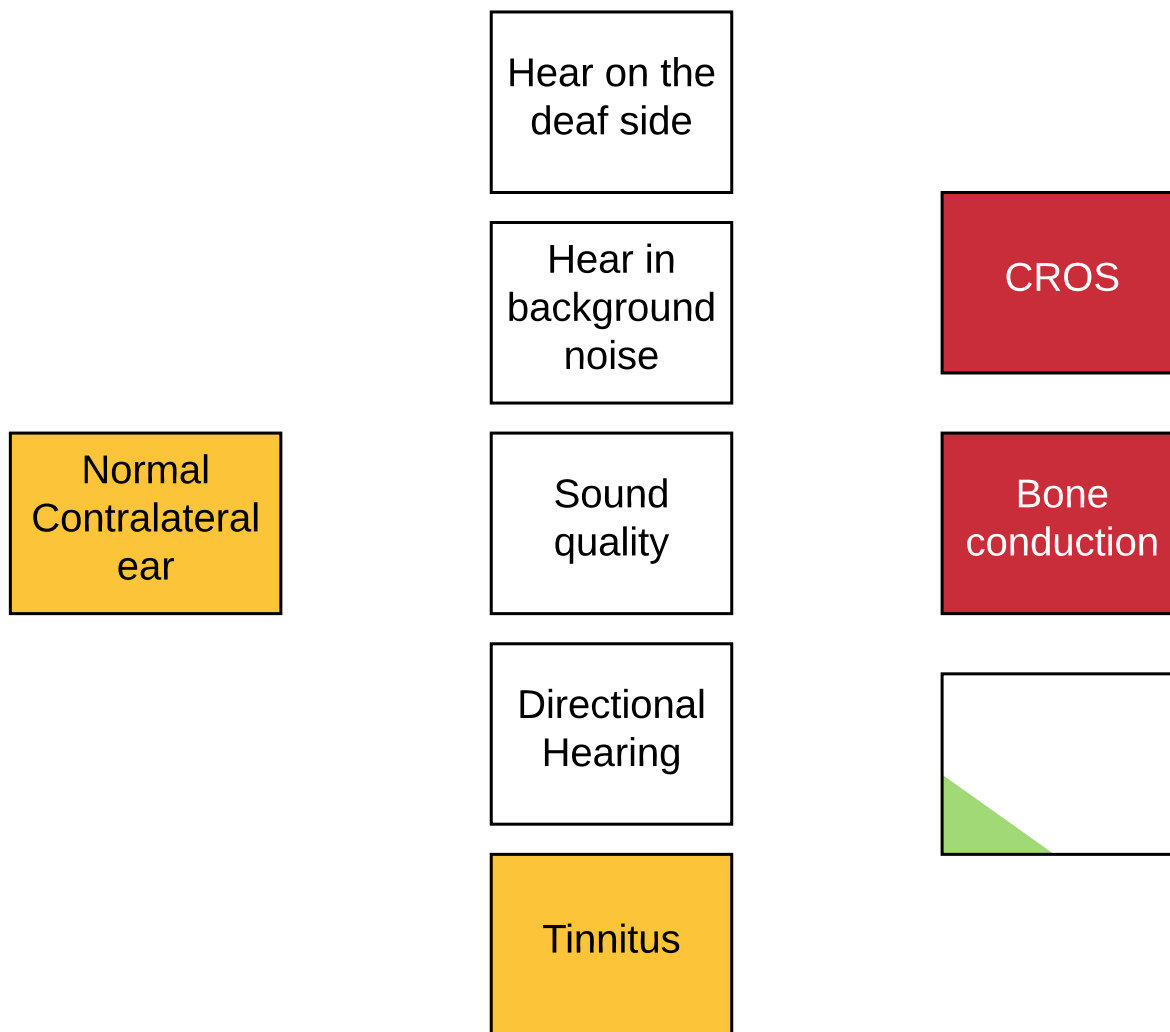 Hear on the
deaf side
Hear in
background
noise
CROS
Normal
Contralateral
ear
Sound
quality
Bone
conduction
Directional
Hearing
Tinnitus